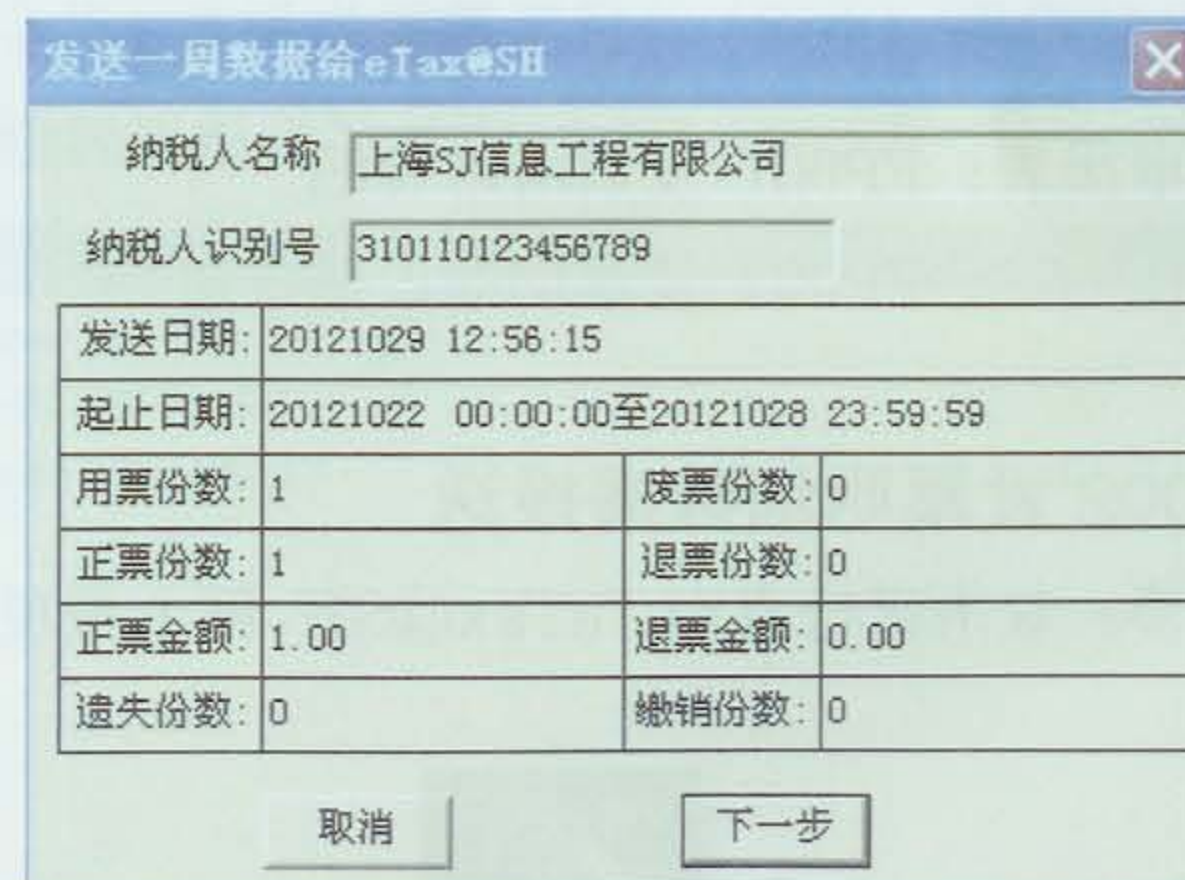 发送一周数据给eTax@SH
纳税人名称 上海SJ信息工程有限公司
纳税人识别号 310110123456789
发送日期: 20121029 12:56:15
起止日期: 20121022 00:00:00至20121028 23:59:59
用票份数: 1 废票份数: 0
正票份数: 1 退票份数: 0
正票金额: 1.00 退票金额: 0.00
遗失份数: 0 缴销份数: 0
取消 下一步